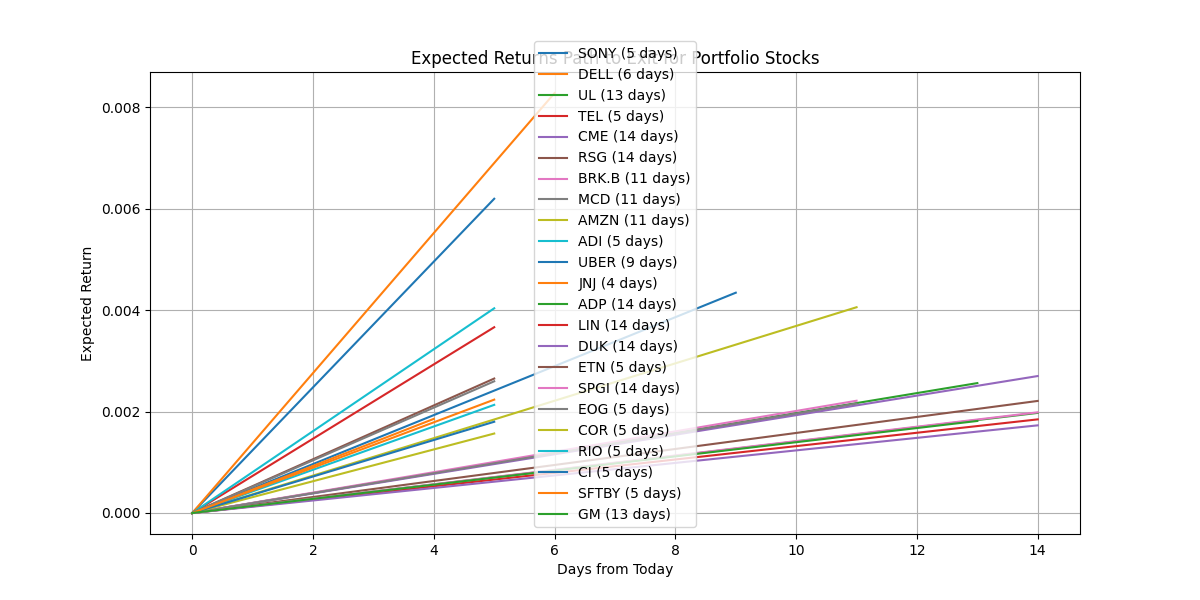 Expected Returns Path to Exit for Portfolio Stocks
SONY (5 days)
DELL (6 days)
UL (13 days)
TEL (5 days)
CME (14 days)
RSG (14 days)
BRK.B (11 days)
MCD (11 days)
AMZN (11 days)
ADI (5 days)
UBER (9 days)
JNJ (4 days)
ADP (14 days)
LIN (14 days)
DUK (14 days)
ETN (5 days)
SPGI (14 days)
EOG (5 days)
COR (5 days)
RIO (5 days)
CI (5 days)
SFTBY (5 days)
GM (13 days)
Expected Return
0.008
0.006
0.004
0.002
0.000
0 2 4 6 8 10 12 14
Days from Today